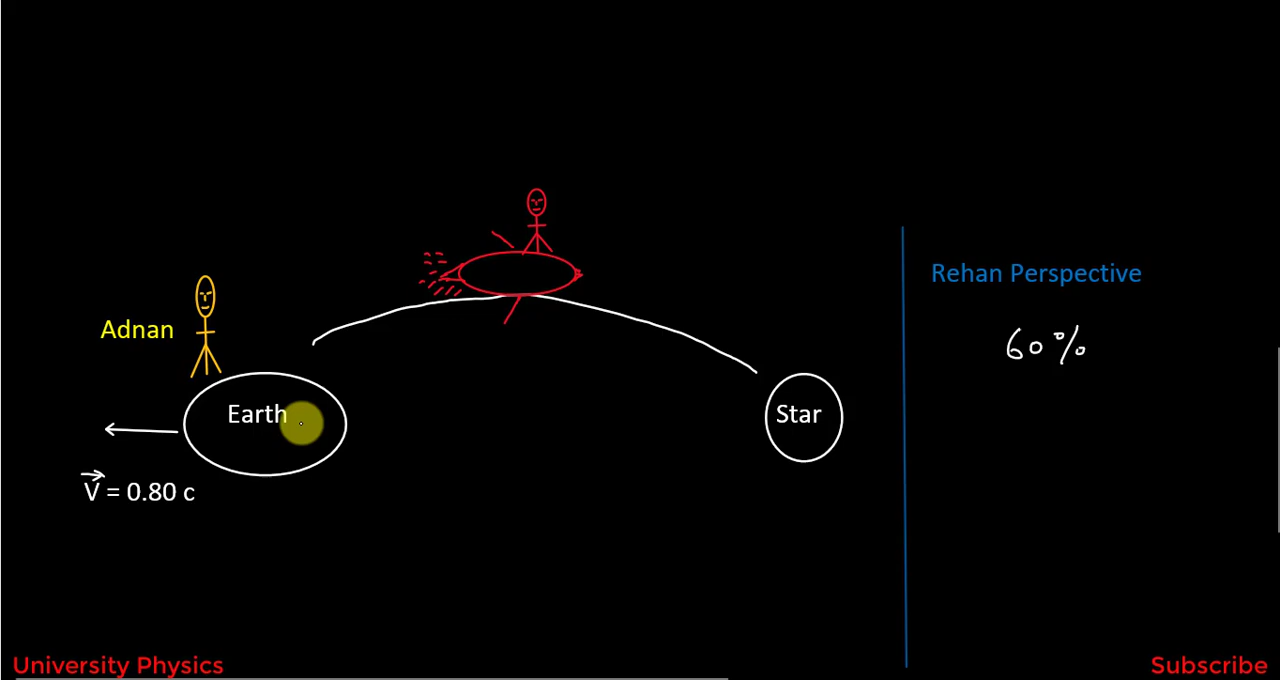 Rehan Perspective
60%
Adnan
Earth
Star
V⃗ = 0.80 c
University Physics
Subscribe